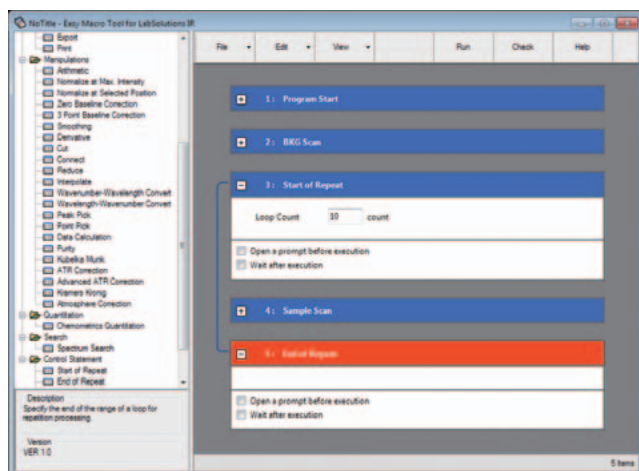 NoTitle - Easy Macro Tool for LabSolutions IR
File Edit View Run Check Help
Export
Print
Manipulations
Arithmetic
Normalize at Max. Intensity
Normalize at Selected Position
Zero Baseline Correction
3 Point Baseline Correction
Smoothing
Derivative
Cut
Connect
Reduce
Interpolate
Wavenumber-Wavelength Convert
Wavelength-Wavenumber Convert
Peak Pick
Point Pick
Data Calculation
Purity
Kubelka Munk
ATR Correction
Advanced ATR Correction
Kramers Kronig
Atmosphere Correction
Quantitation
Chemometrics Quantitation
Search
Spectrum Search
Control Statement
Start of Repeat
End of Repeat
Description
Specify the end of the range of a loop for
repetition processing.
Version
VER 1.0
1: Program Start
2: BKG Scan
3: Start of Repeat
Loop Count 10 count
Open a prompt before execution
Wait after execution
4: Sample Scan
5: End of Repeat
Open a prompt before execution
Wait after execution
5 Items